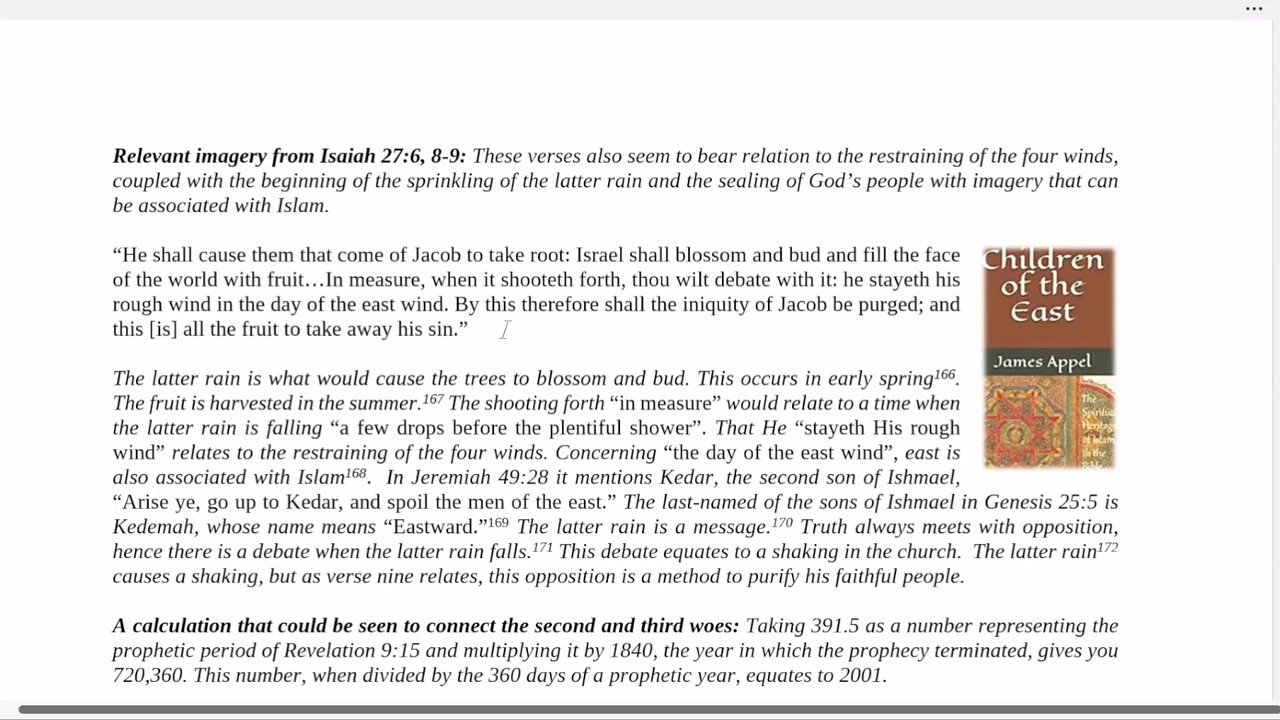 Relevant imagery from Isaiah 27:6, 8-9: These verses also seem to bear relation to the restraining of the four winds,
coupled with the beginning of the sprinkling of the latter rain and the sealing of God’s people with imagery that can
be associated with Islam.
“He shall cause them that come of Jacob to take root: Israel shall blossom and bud and fill the face
of the world with fruit…In measure, when it shooteth forth, thou wilt debate with it: he stayeth his
rough wind in the day of the east wind. By this therefore shall the iniquity of Jacob be purged; and
this [is] all the fruit to take away his sin.”
Children
of the
East
James Appel
The
Spiritual
Heritage
of Islam
in the
Bible
The latter rain is what would cause the trees to blossom and bud. This occurs in early spring166.
The fruit is harvested in the summer.167 The shooting forth “in measure” would relate to a time when
the latter rain is falling “a few drops before the plentiful shower”. That He “stayeth His rough
wind” relates to the restraining of the four winds. Concerning “the day of the east wind”, east is
also associated with Islam168. In Jeremiah 49:28 it mentions Kedar, the second son of Ishmael,
“Arise ye, go up to Kedar, and spoil the men of the east.” The last-named of the sons of Ishmael in Genesis 25:5 is
Kedemah, whose name means “Eastward.”169 The latter rain is a message.170 Truth always meets with opposition,
hence there is a debate when the latter rain falls.171 This debate equates to a shaking in the church. The latter rain172
causes a shaking, but as verse nine relates, this opposition is a method to purify his faithful people.
A calculation that could be seen to connect the second and third woes: Taking 391.5 as a number representing the
prophetic period of Revelation 9:15 and multiplying it by 1840, the year in which the prophecy terminated, gives you
720,360. This number, when divided by the 360 days of a prophetic year, equates to 2001.